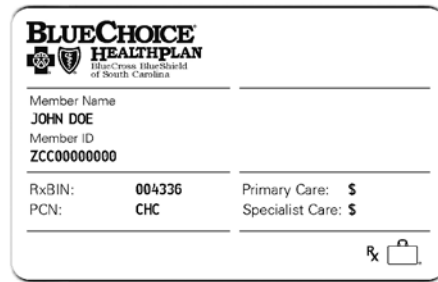 BLUECHOICE
HEALTHPLAN
BlueCross BlueShield
of South Carolina
Member Name
JOHN DOE
Member ID
ZCC00000000
RxBIN: 004336 Primary Care: $
PCN: CHC Specialist Care: $
Rx